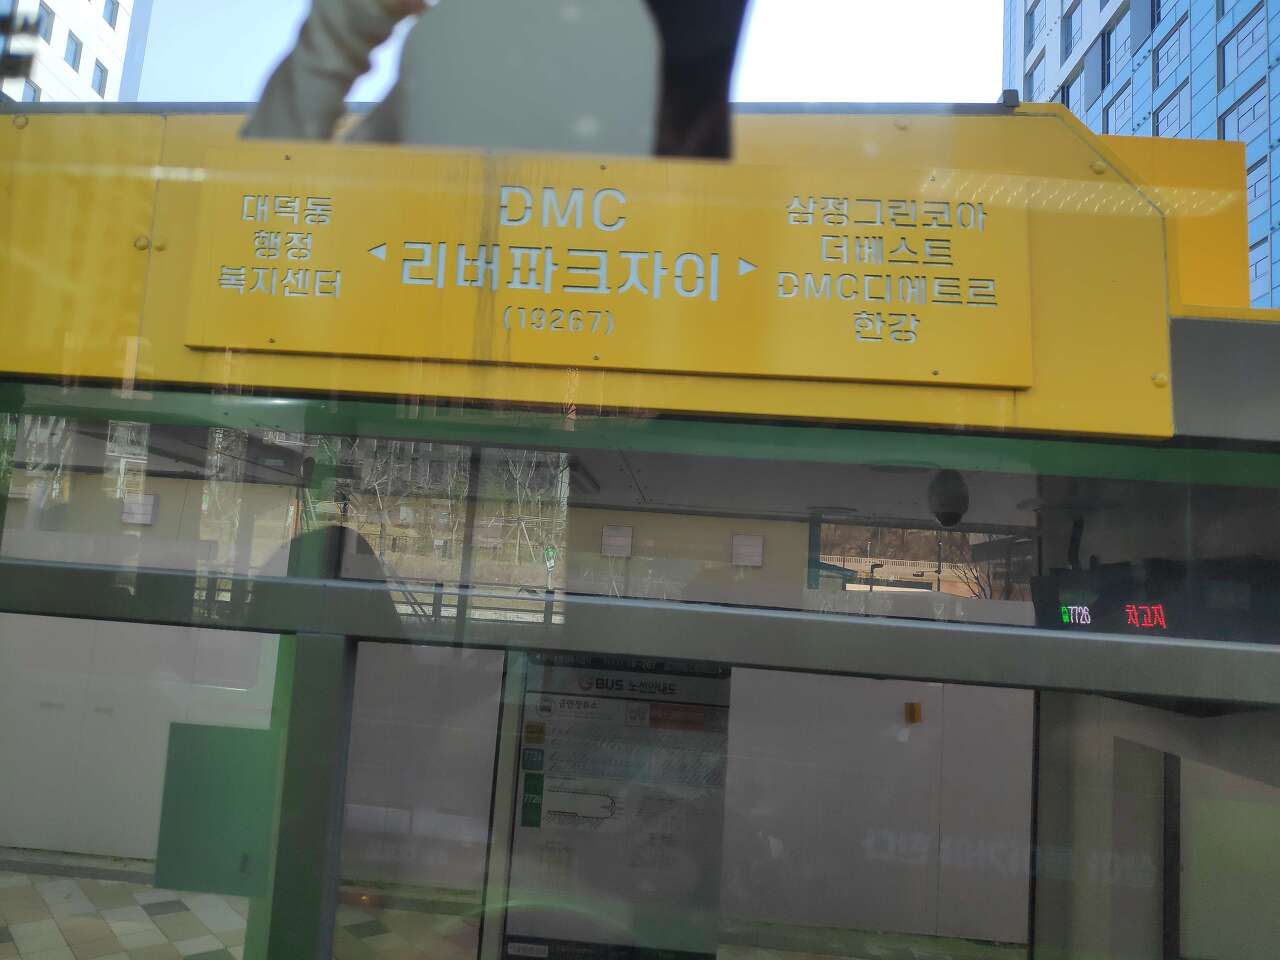 대덕동
행정
복지센터
◀
DMC
리버파크자이
(19267)
▶
삼정그린코아
더베스트
DMC디에트르
한강
7726 차고지
GBUS 노선안내도
7726